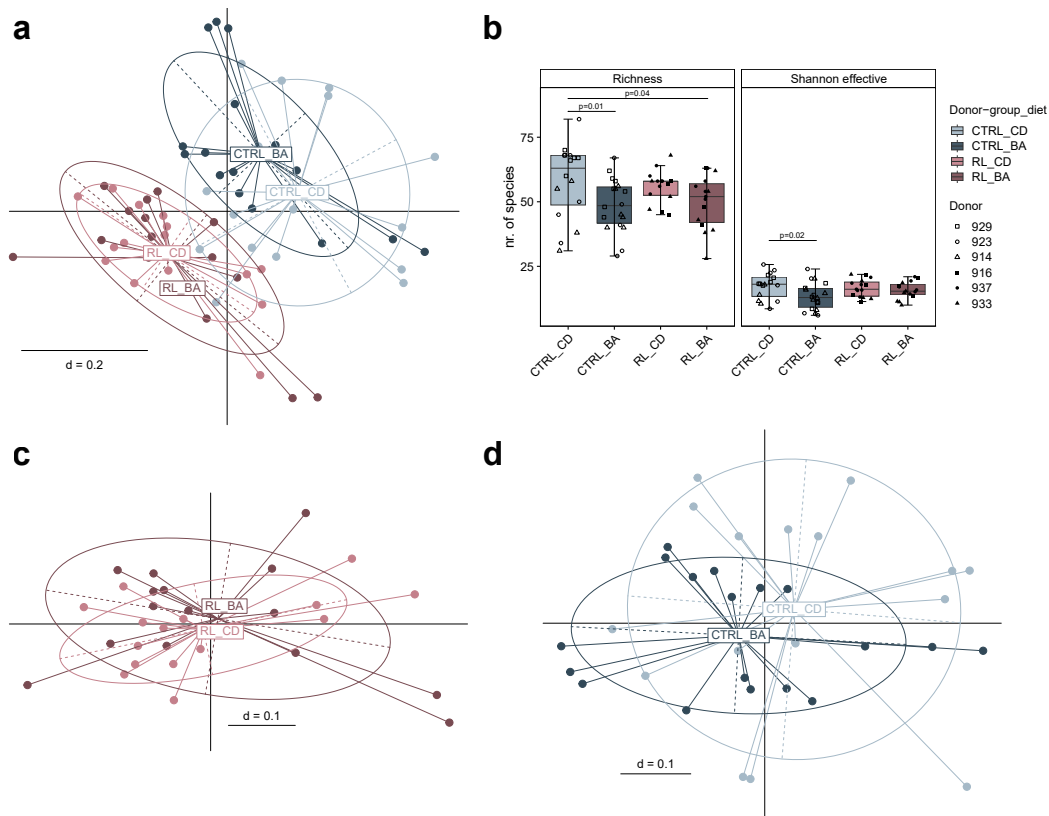 a
CTRL_BA
CTRL_CD
RL_CD
RL_BA
d = 0.2
b
Richness
Shannon effective
p=0.04
p=0.01
p=0.02
nr. of species
75
50
25
CTRL_CD
CTRL_BA
RL_CD
RL_BA
CTRL_CD
CTRL_BA
RL_CD
RL_BA
Donor-group_diet
CTRL_CD
CTRL_BA
RL_CD
RL_BA
Donor
929
923
914
916
937
933
c
RL_BA
RL_CD
d = 0.1
d
CTRL_CD
CTRL_BA
d = 0.1